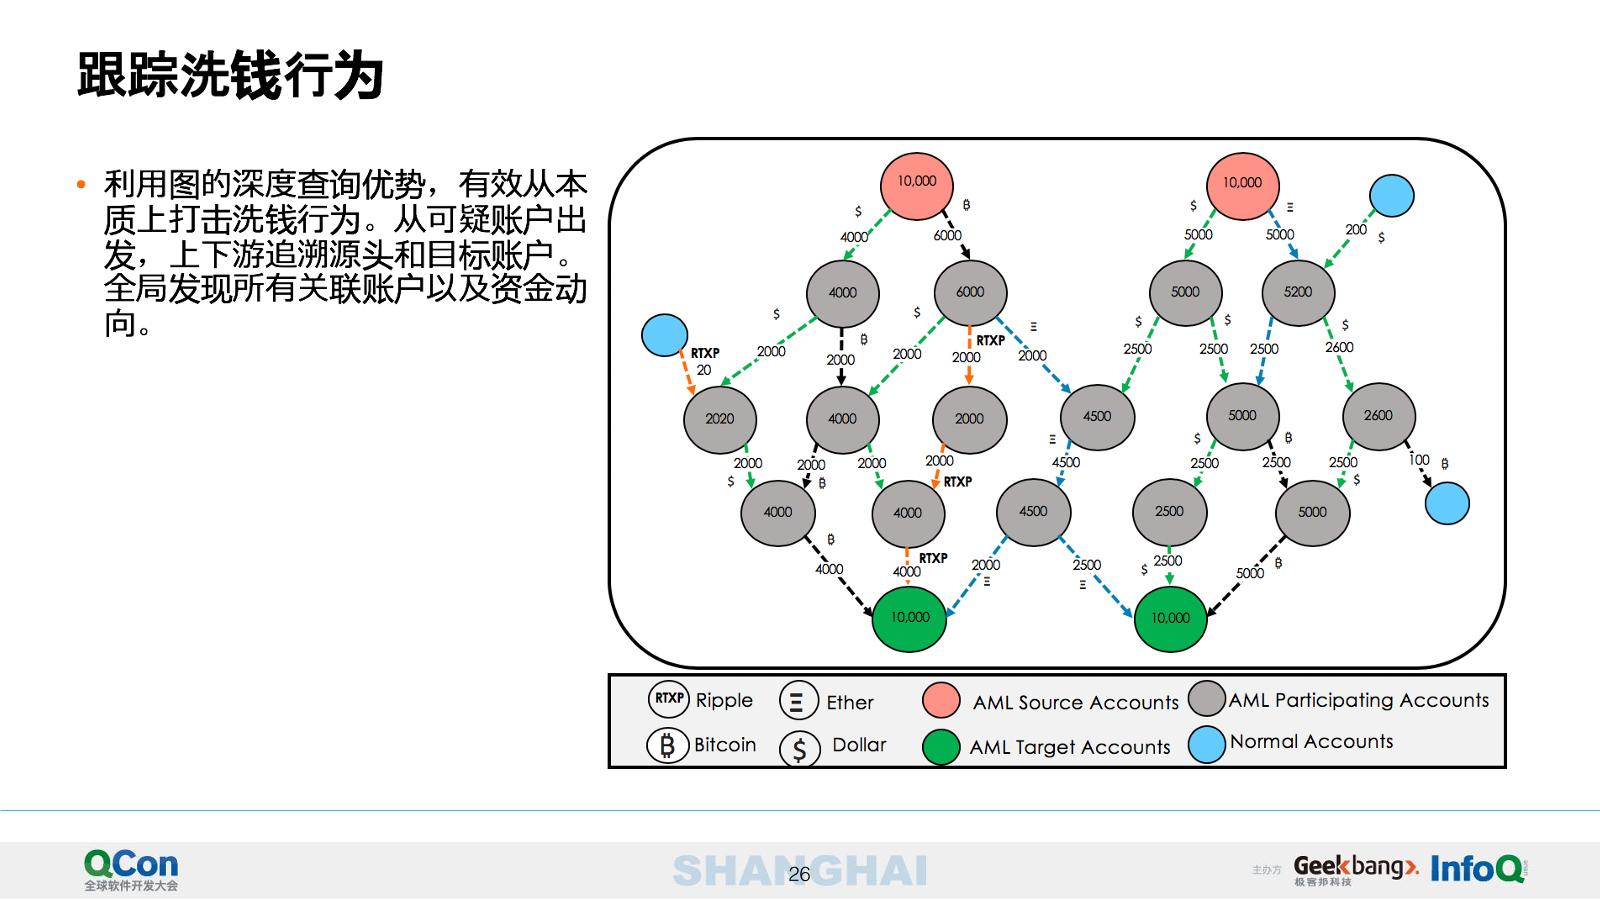 跟踪洗钱行为
• 利用图的深度查询优势，有效从本
质上打击洗钱行为。从可疑账户出
发，上下游追溯源头和目标账户。
全局发现所有关联账户以及资金动
向。
10,000
10,000
$
₿
$
Ξ
4000
6000
5000
5000
200
$
4000
6000
5000
5200
$
$
Ξ
$
$
$
RTXP
20
2000
₿
2000
2000
RTXP
2000
2000
2500
2500
2500
2600
2020
4000
2000
4500
5000
2600
Ξ
$
₿
2000
2000
2000
2000
4500
2500
2500
2500
100
₿
$
₿
RTXP
$
4000
4000
4500
2500
5000
₿
4000
RTXP
4000
2000
Ξ
2500
Ξ
$
2500
5000
₿
10,000
10,000
RTXP Ripple Ξ Ether AML Source Accounts AML Participating Accounts
₿ Bitcoin $ Dollar AML Target Accounts Normal Accounts
QCon
全球软件开发大会
SHANGHAI
26
主办方
Geekbang>.
极客邦科技
InfoQ